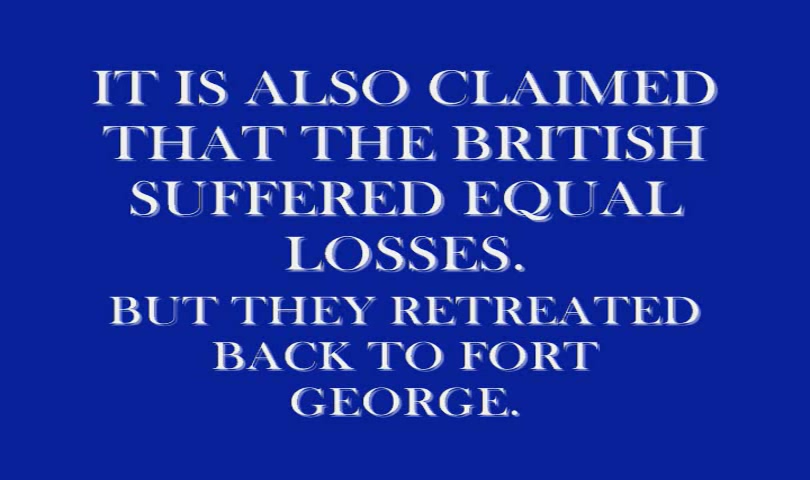 IT IS ALSO CLAIMED
THAT THE BRITISH
SUFFERED EQUAL
LOSSES.
BUT THEY RETREATED
BACK TO FORT
GEORGE.